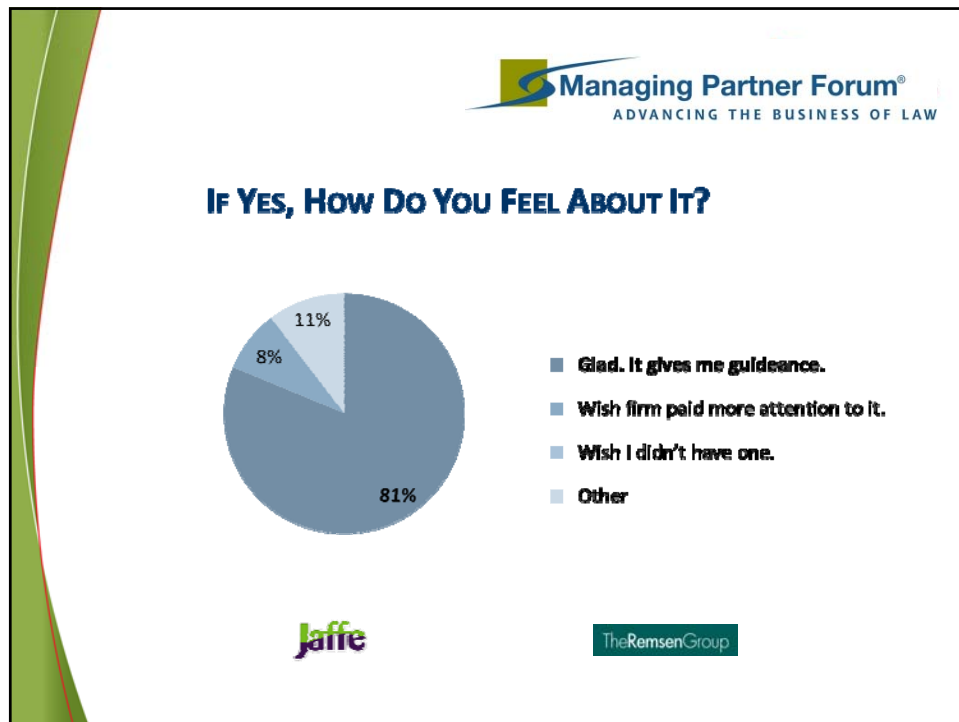 Managing Partner Forum®
ADVANCING THE BUSINESS OF LAW
IF YES, HOW DO YOU FEEL ABOUT IT?
11%
8%
81%
Glad. It gives me guideance.
Wish firm paid more attention to it.
Wish I didn't have one.
Other
Jaffe
TheRemsenGroup